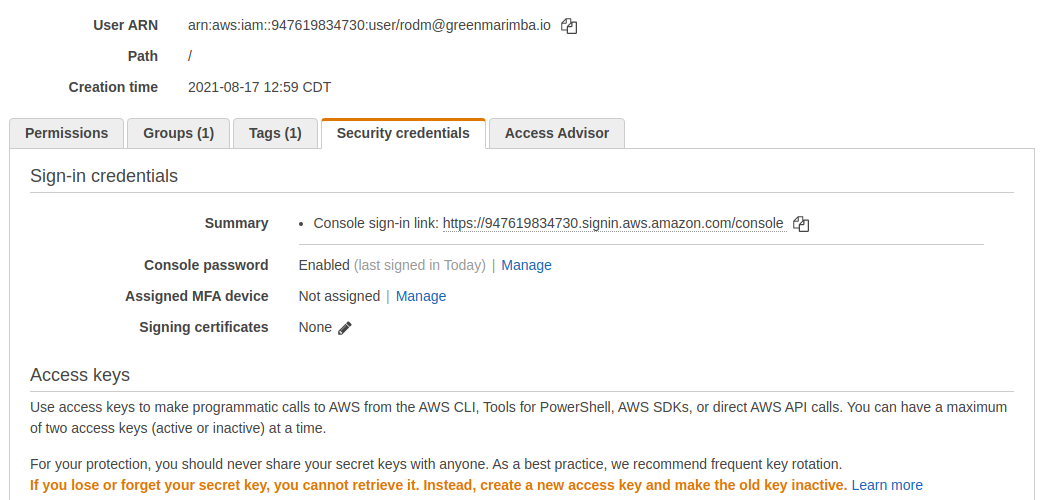 User ARN arn:aws:iam::947619834730:user/rodm@greenmarimba.io
Path /
Creation time 2021-08-17 12:59 CDT
Permissions Groups (1) Tags (1) Security credentials Access Advisor
Sign-in credentials
Summary • Console sign-in link: https://947619834730.signin.aws.amazon.com/console
Console password Enabled (last signed in Today) | Manage
Assigned MFA device Not assigned | Manage
Signing certificates None
Access keys
Use access keys to make programmatic calls to AWS from the AWS CLI, Tools for PowerShell, AWS SDKs, or direct AWS API calls. You can have a maximum
of two access keys (active or inactive) at a time.
For your protection, you should never share your secret keys with anyone. As a best practice, we recommend frequent key rotation.
If you lose or forget your secret key, you cannot retrieve it. Instead, create a new access key and make the old key inactive. Learn more